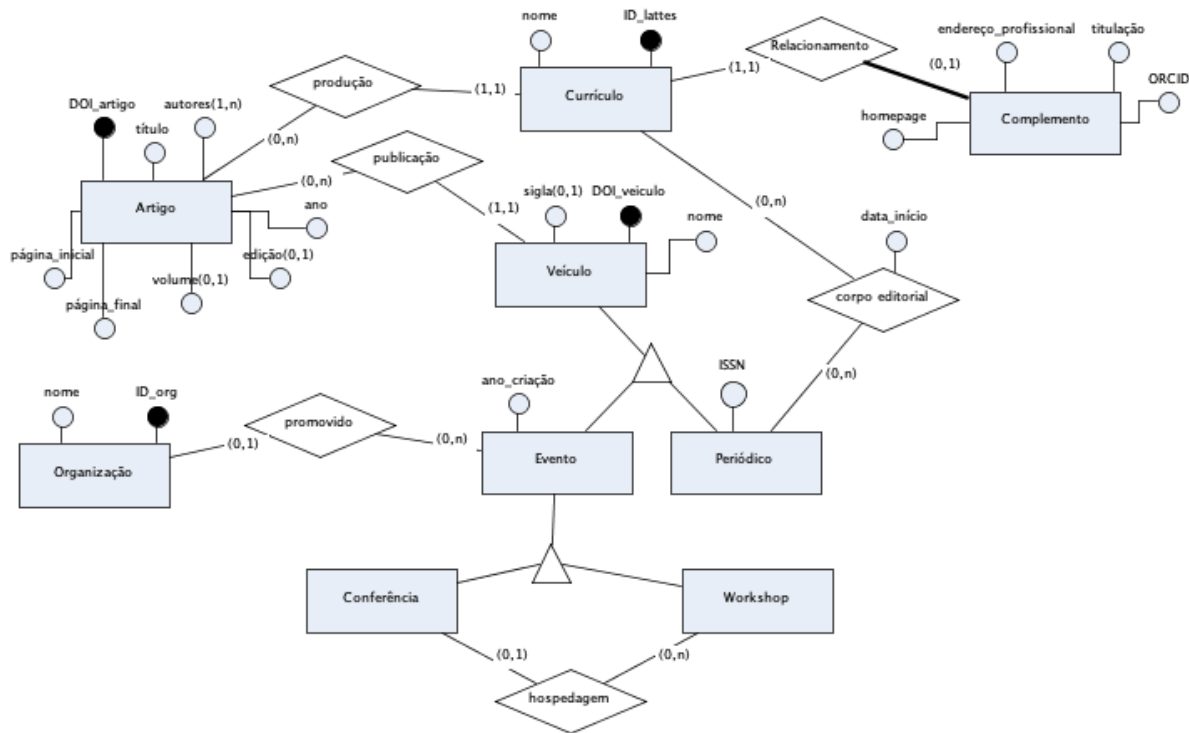 nome
ID_lattes
endereço_profissional
titulação
Relacionamento
(0,1)
(1,1)
ORCID
produção
(1,1)
Currículo
homepage
Complemento
DOI_artigo
autores(1,n)
título
(0,n)
publicação
(0,n)
(1,1)
Artigo
ano
sigla(0,1)
DOI_veiculo
nome
(0,n)
data_início
página_inicial
edição(0,1)
volume(0,1)
página_final
Veículo
corpo editorial
(0,n)
nome
ID_org
promovido
(0,1)
(0,n)
ano_criação
ISSN
Organização
Evento
Periódico
Conferência
Workshop
(0,1)
(0,n)
hospedagem